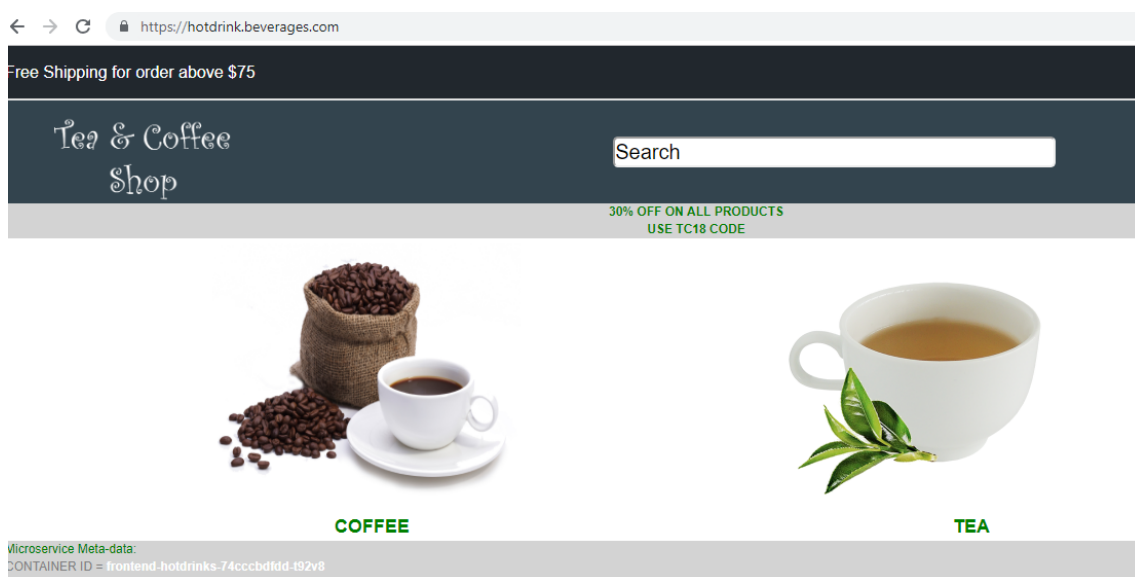 https://hotdrink.beverages.com
Free Shipping for order above $75
Tea & Coffee
Shop
Search
30% OFF ON ALL PRODUCTS
USE TC18 CODE
COFFEE
TEA
Microservice Meta-data:
CONTAINER ID = frontend-hotdrinks-74cccbdfdd-t92v8